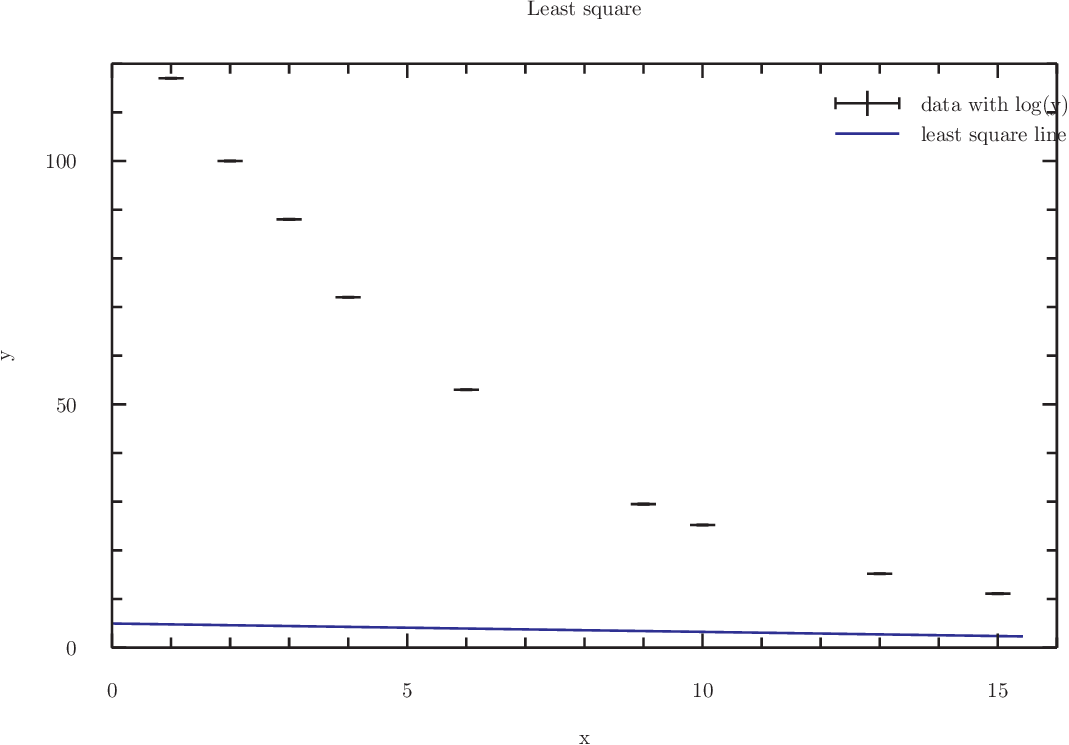 Least square
data with log(y)
least square line
100
50
0
y
0 5 10 15
x